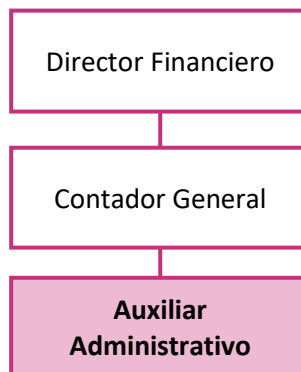 Director Financiero
Contador General
Auxiliar
Administrativo